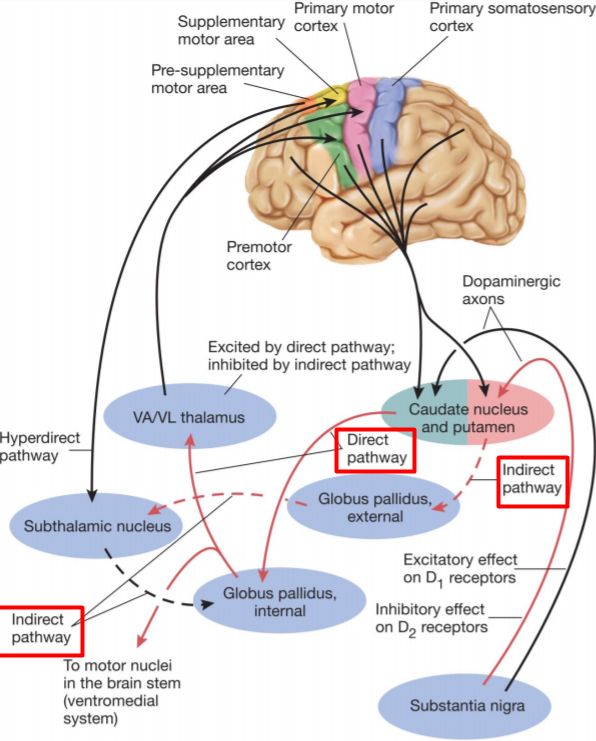 Primary motor
cortex
Primary somatosensory
cortex
Supplementary
motor area
Pre-supplementary
motor area
Premotor
cortex
Dopaminergic
axons
Excited by direct pathway;
inhibited by indirect pathway
VA/VL thalamus
Caudate nucleus
and putamen
Hyperdirect
pathway
Direct
pathway
Indirect
pathway
Globus pallidus,
external
Subthalamic nucleus
Excitatory effect
on D1 receptors
Globus pallidus,
internal
Inhibitory effect
on D2 receptors
Indirect
pathway
To motor nuclei
in the brain stem
(ventromedial
system)
Substantia nigra